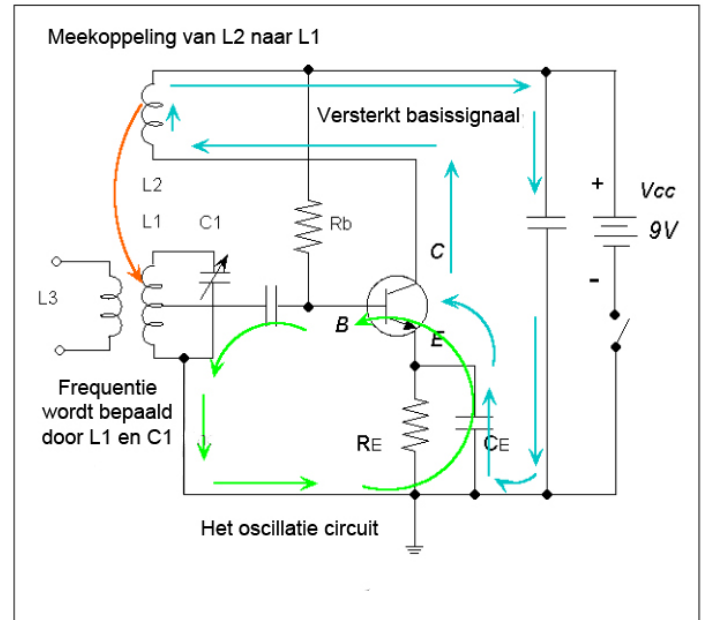 Meekoppeling van L2 naar L1
Versterkt basissignaal
L2
L1
C1
Rb
C
+
Vcc
9V
-
L3
B
E
Frequentie
wordt bepaald
door L1 en C1
RE
CE
Het oscillatie circuit